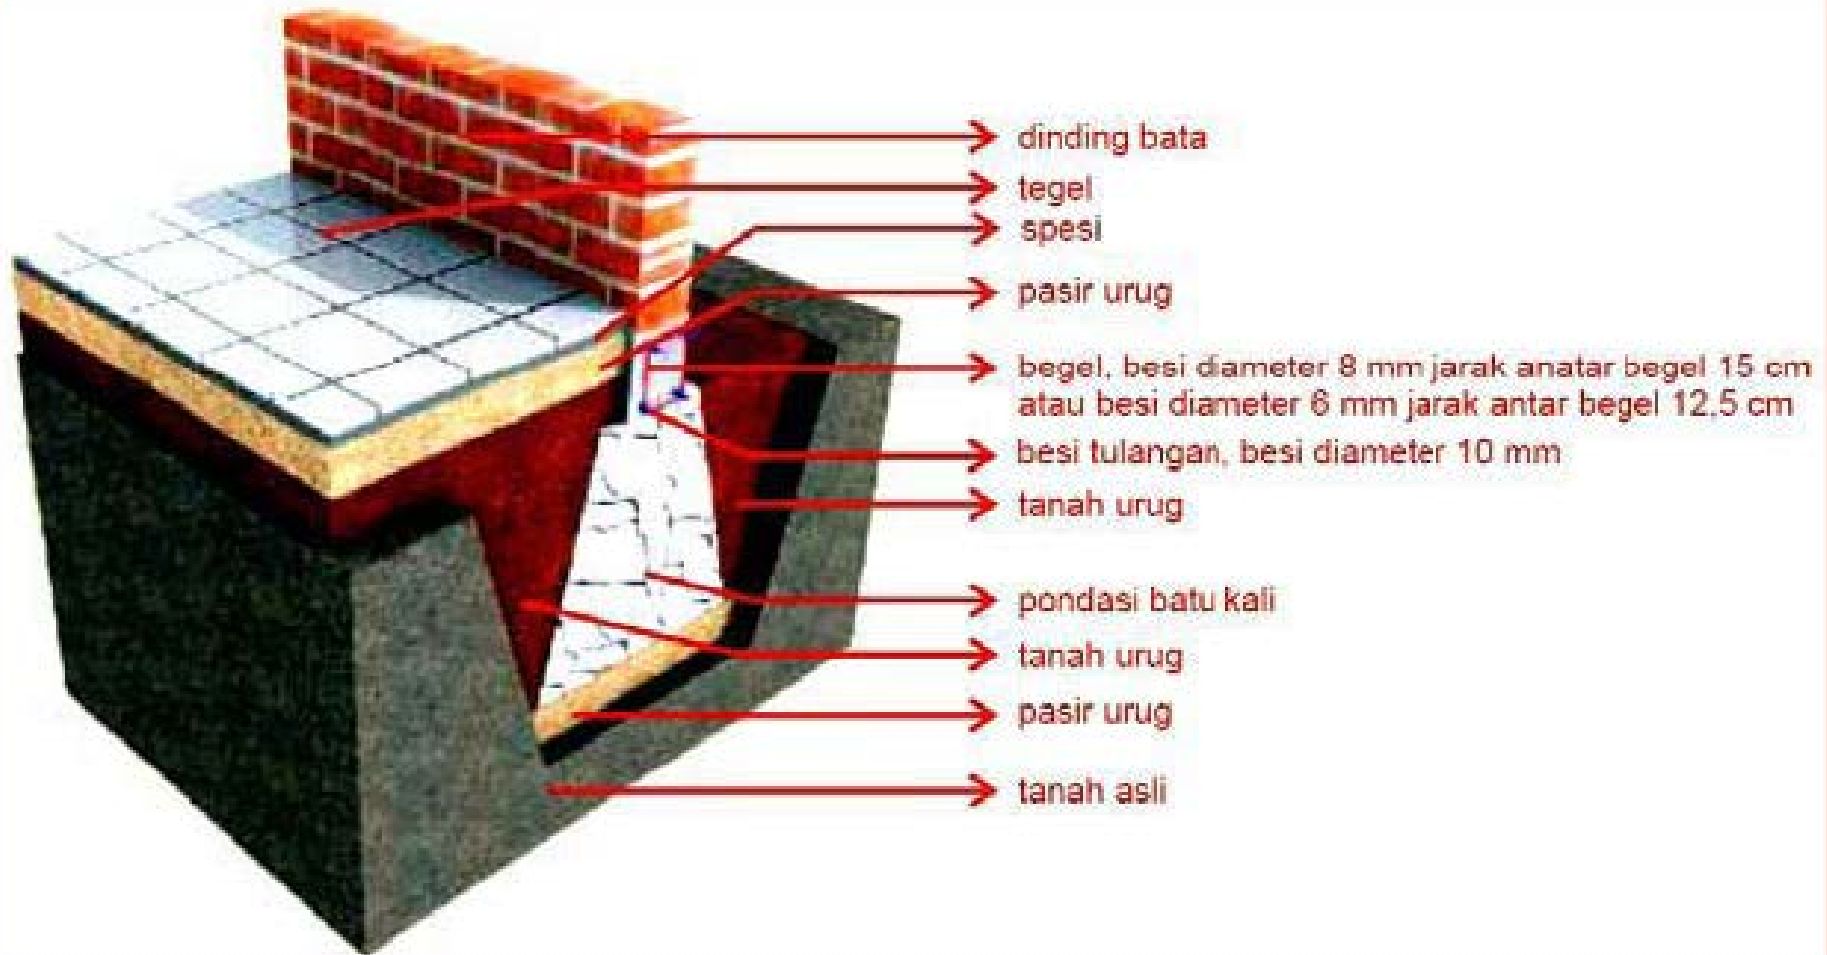 dinding bata
tegel
spesi
pasir urug
begel, besi diameter 8 mm jarak anatar begel 15 cm
atau besi diameter 6 mm jarak antar begel 12,5 cm
besi tulangan, besi diameter 10 mm
tanah urug
pondasi batu kali
tanah urug
pasir urug
tanah asli